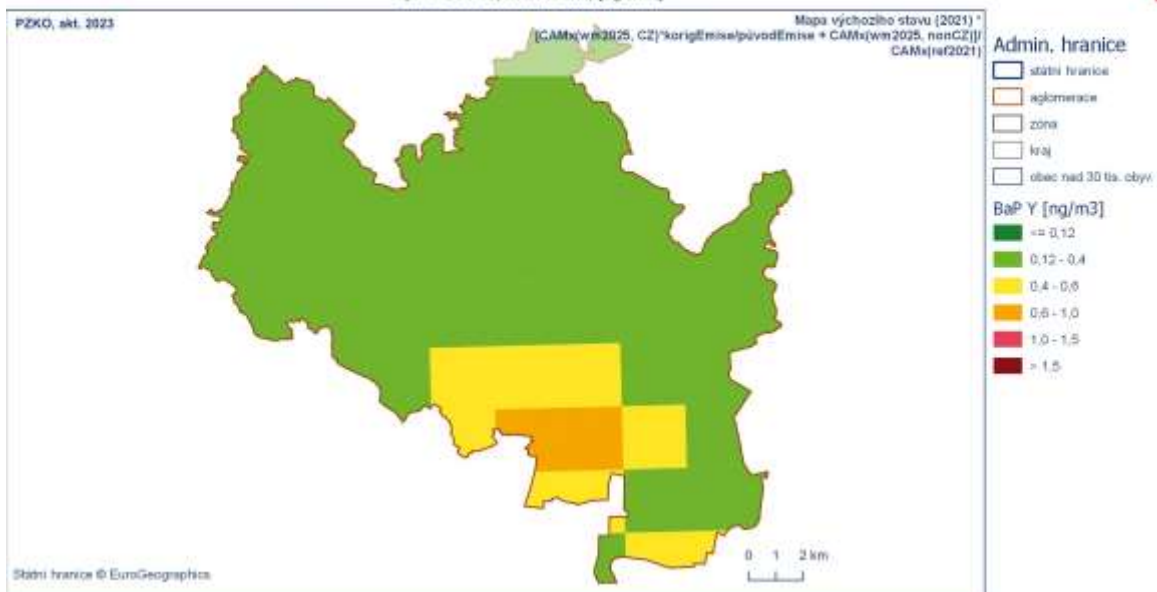 PZKO, akt. 2023
Mapa výchozího stavu (2021) *
[CAMx(wm2025, CZ)*korigEmise/původEmise + CAMx(wm2025, nonCZ)]/
CAMx(ref2021)
Admin. hranice
státní hranice
aglomerace
zóna
kraj
obec nad 30 tis. obyv.
BaP Y [ng/m3]
<= 0,12
0,12 - 0,4
0,4 - 0,6
0,6 - 1,0
1,0 - 1,5
> 1,5
0 1 2 km
Státní hranice © EuroGeographics